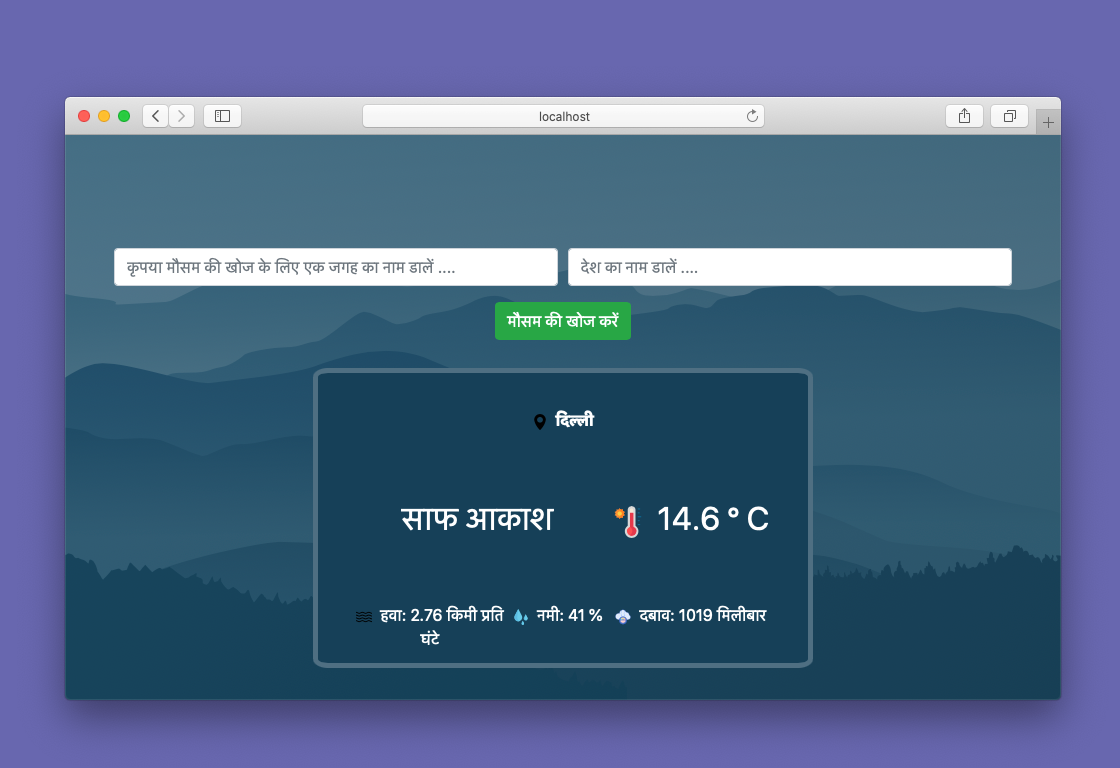 localhost
कृपया मौसम की खोज के लिए एक जगह का नाम डालें ....
देश का नाम डालें ....
मौसम की खोज करें
दिल्ली
साफ आकाश
14.6 ° C
हवा: 2.76 किमी प्रति
घंटे
नमी: 41 %
दबाव: 1019 मिलीबार